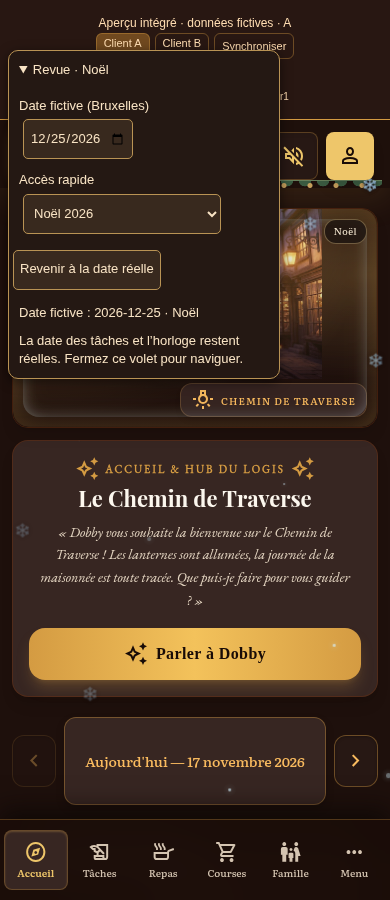 Aperçu intégré · données fictives · A
Client A
Client B
Synchroniser
r1
▼ Revue · Noël
Date fictive (Bruxelles)
12/25/2026
Accès rapide
Noël 2026
Revenir à la date réelle
Date fictive : 2026-12-25 · Noël
La date des tâches et l'horloge restent
réelles. Fermez ce volet pour naviguer.
Noël
CHEMIN DE TRAVERSE
ACCUEIL & HUB DU LOGIS
Le Chemin de Traverse
« Dobby vous souhaite la bienvenue sur le Chemin de
Traverse ! Les lanternes sont allumées, la journée de la
maisonnée est toute tracée. Que puis-je faire pour vous guider
? »
Parler à Dobby
Aujourd'hui — 17 novembre 2026
Accueil
Tâches
Repas
Courses
Famille
Menu